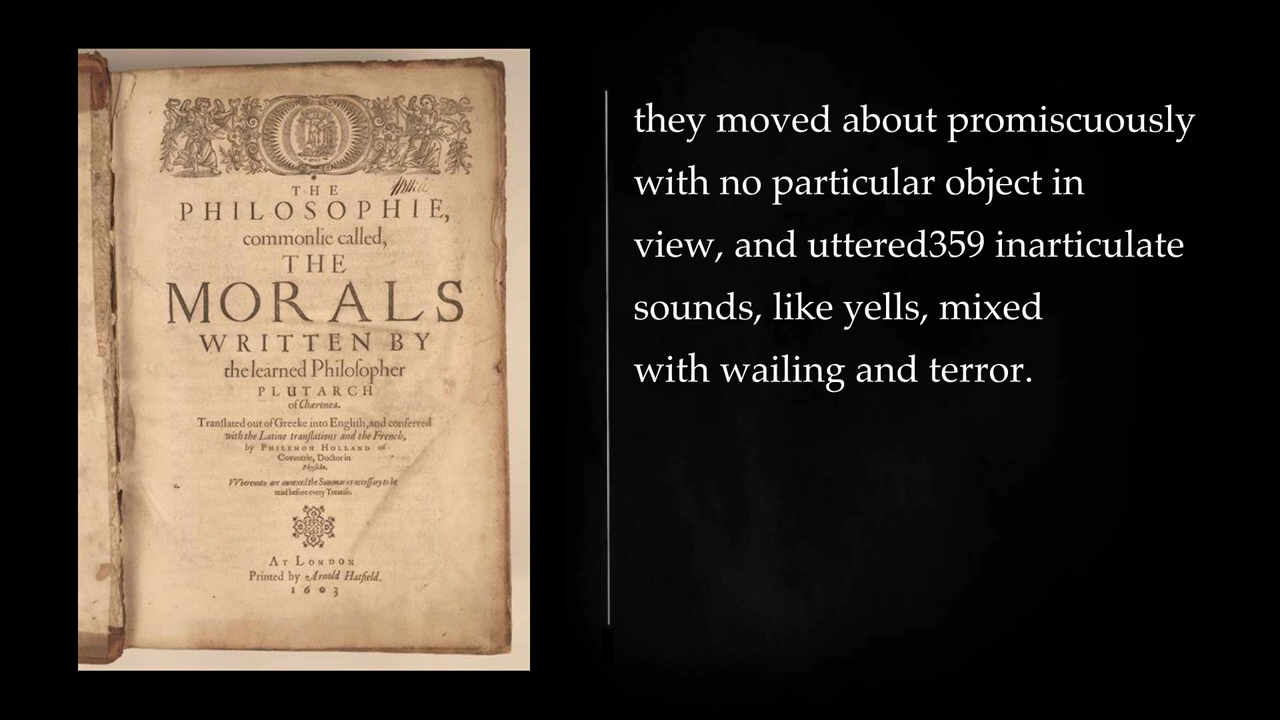 THE
PHILOSOPHIE,
commonlie called,
THE
MORALS
WRITTEN BY
the learned Philoſopher
PLUTARCH
of Chæronea.
Tranſlated out of Greeke into Engliſh, and conferred
with the Latine tranſlations and the French,
by PHILEMON HOLLAND of
Coventrie, Doctor in
Phyſicke.
VVhereunto are annexed the Summaries neceſſary to be
read before every Treatiſe.
AT LONDON
Printed by Arnold Hatfield.
1603
they moved about promiscuously
with no particular object in
view, and uttered359 inarticulate
sounds, like yells, mixed
with wailing and terror.